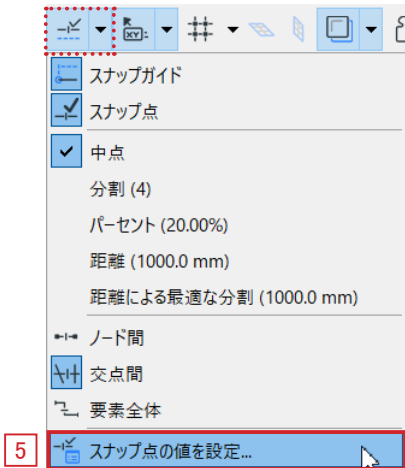 XY:
スナップガイド
スナップ点
中点
分割 (4)
パーセント (20.00%)
距離 (1000.0 mm)
距離による最適な分割 (1000.0 mm)
ノード間
交点間
要素全体
5
スナップ点の値を設定...